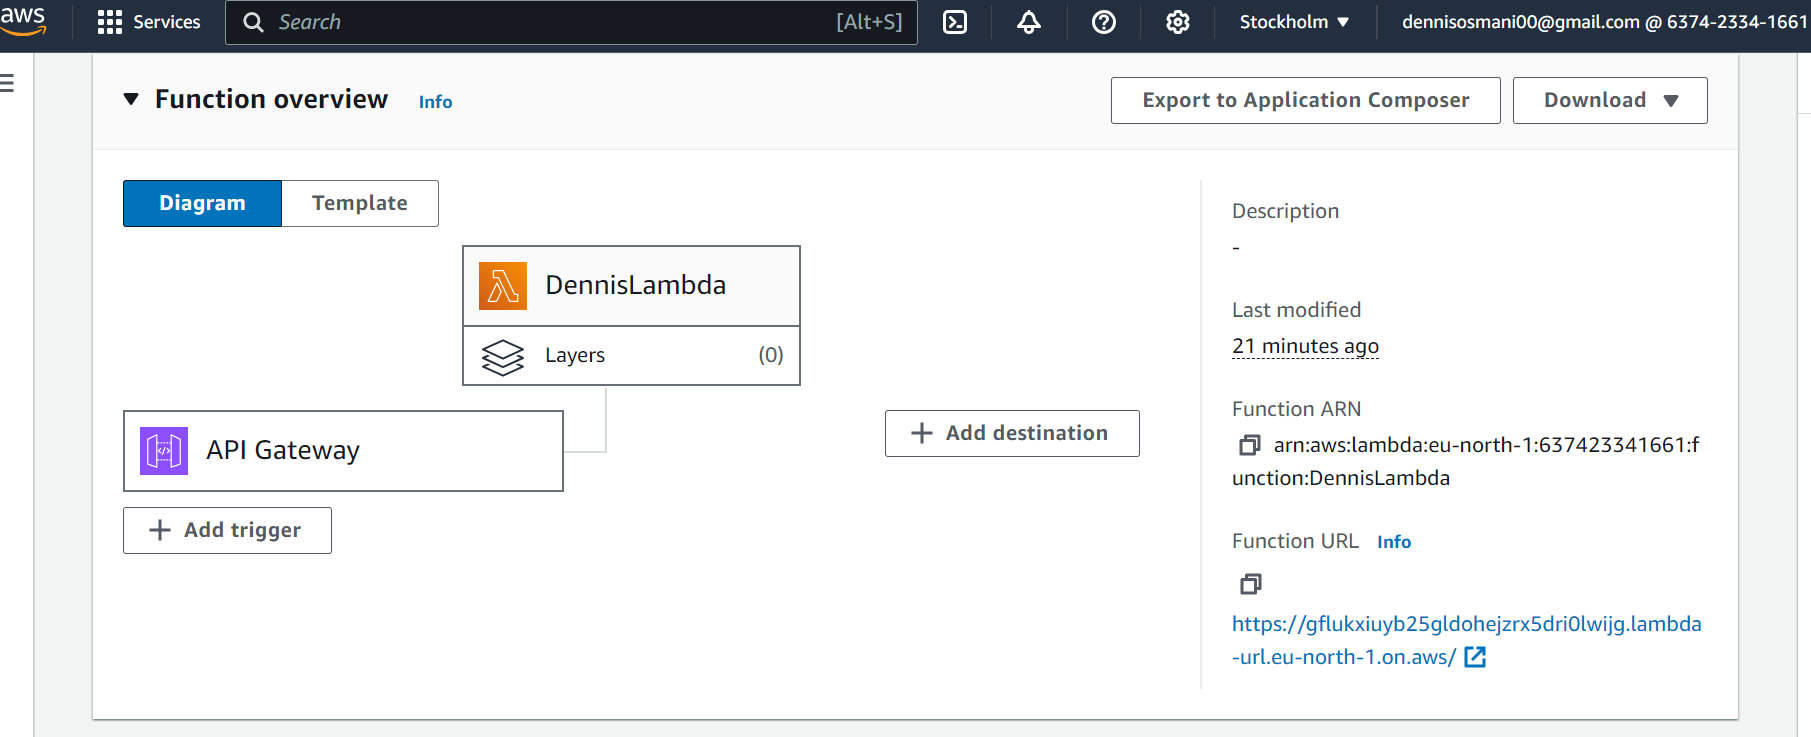 aws Services Search [Alt+S] Stockholm ▼ dennisosmani00@gmail.com @ 6374-2334-1661
▼ Function overview Info Export to Application Composer Download ▼
Diagram Template
DennisLambda
Layers (0)
API Gateway
+ Add trigger
+ Add destination
Description
-
Last modified
21 minutes ago
Function ARN
arn:aws:lambda:eu-north-1:637423341661:f
unction:DennisLambda
Function URL Info
https://gflukxiuyb25gldohejzrx5dri0lwijg.lambda
-url.eu-north-1.on.aws/